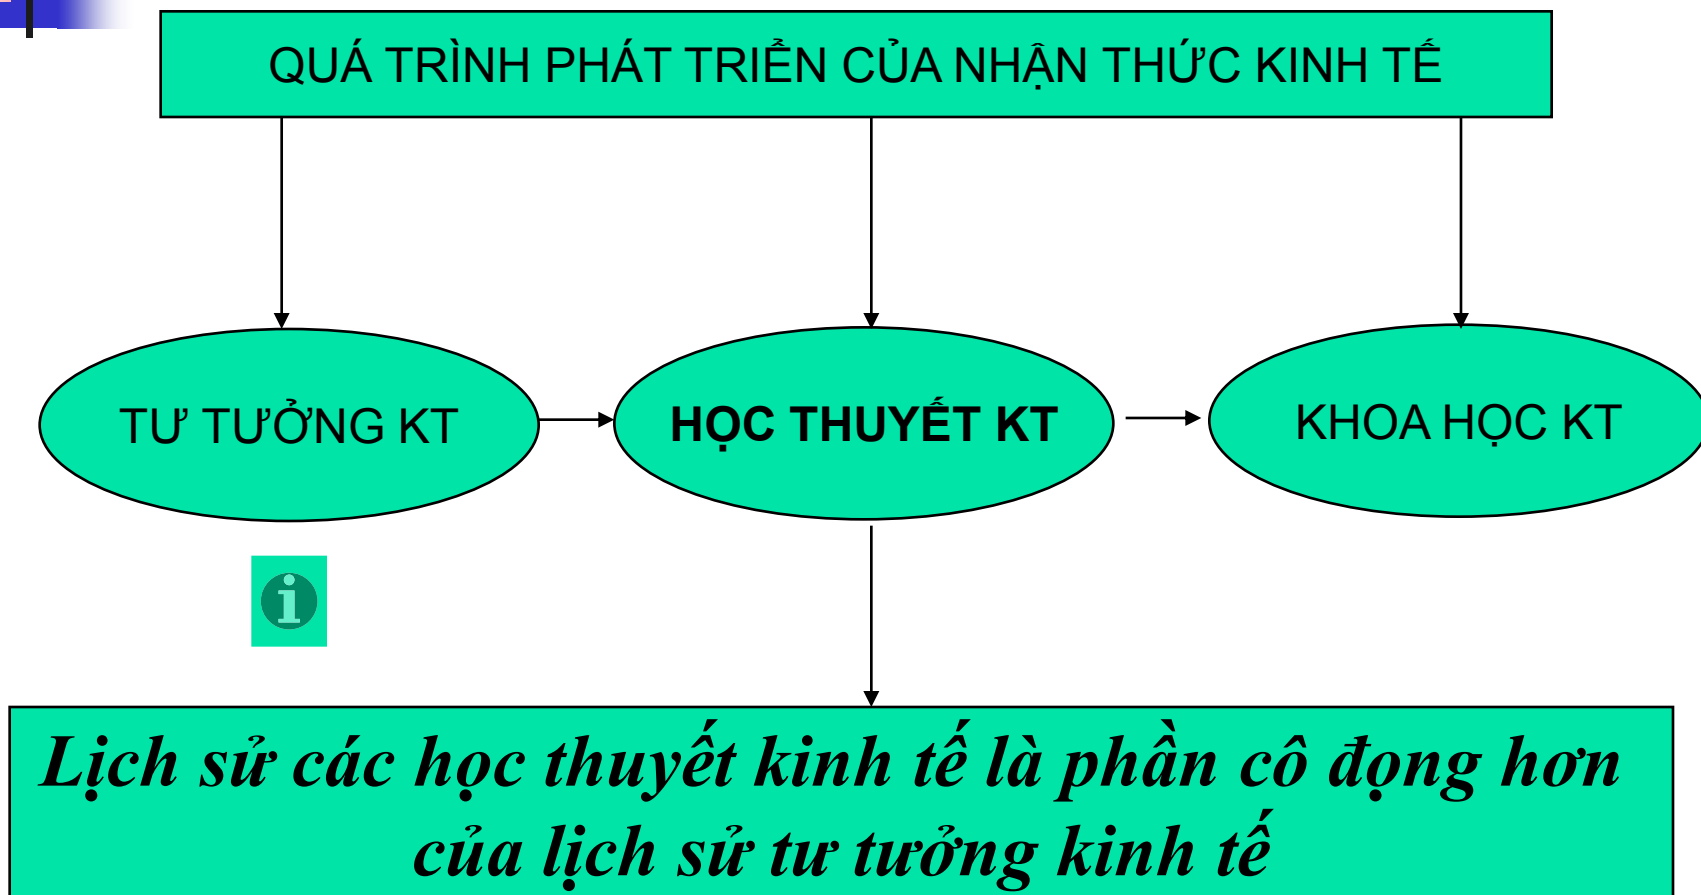 QUÁ TRÌNH PHÁT TRIỂN CỦA NHẬN THỨC KINH TẾ
TƯ TƯỞNG KT
HỌC THUYẾT KT
KHOA HỌC KT
Lịch sử các học thuyết kinh tế là phần cô đọng hơn
của lịch sử tư tưởng kinh tế